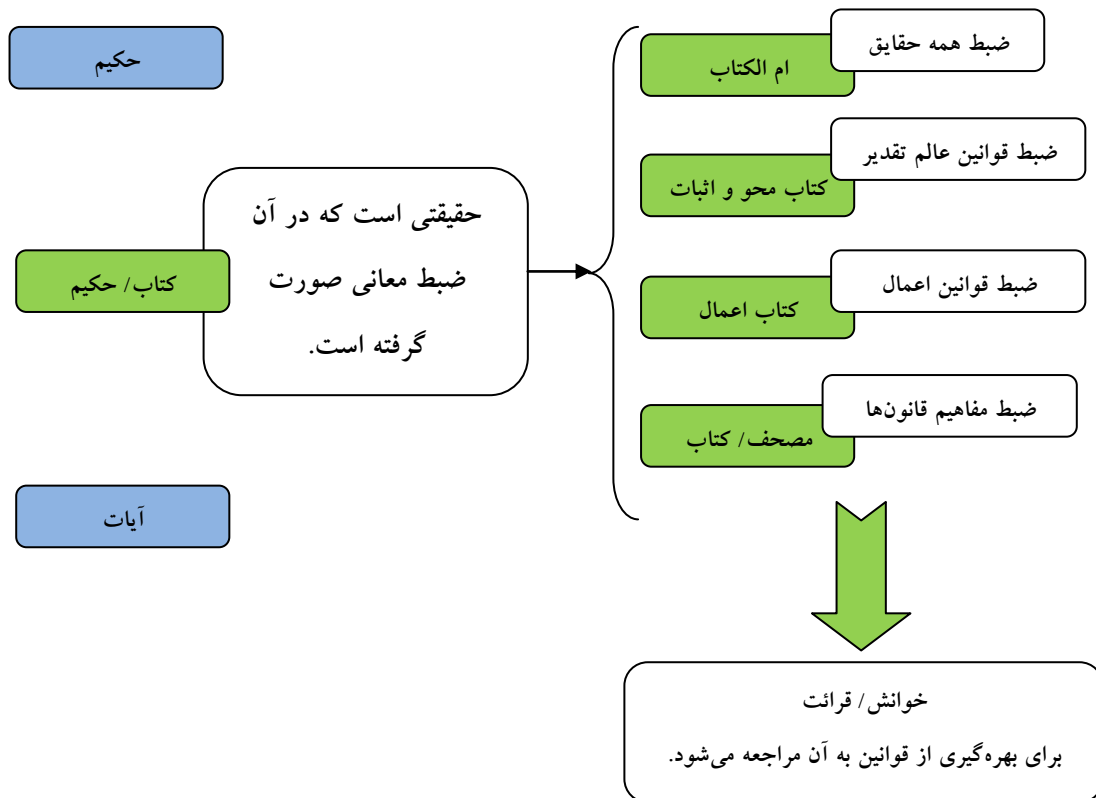 حکیم
کتاب/ حکیم
آیات
حقیقتی است که در آن
ضبط معانی صورت
گرفته است.
ضبط همه حقایق
ام الکتاب
ضبط قوانین عالم تقدیر
کتاب محو و اثبات
ضبط قوانین اعمال
کتاب اعمال
ضبط مفاهیم قانون‌ها
مصحف/ کتاب
خوانش/ قرائت
برای بهره‌گیری از قوانین به آن مراجعه می‌شود.